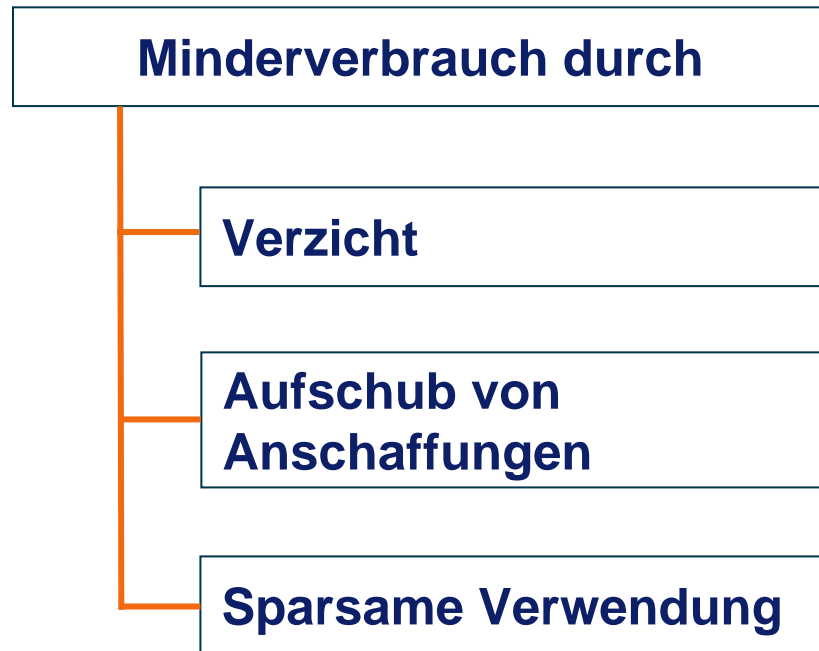 Minderverbrauch durch
Verzicht
Aufschub von
Anschaffungen
Sparsame Verwendung